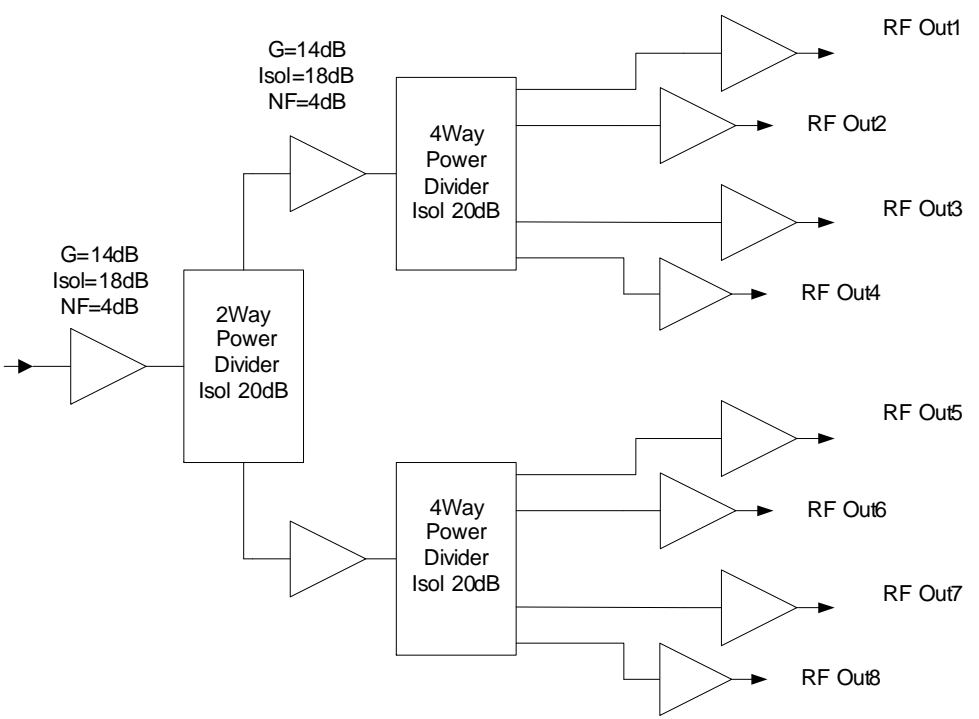 G=14dB
Isol=18dB
NF=4dB
RF Out1
RF Out2
4Way
Power
Divider
Isol 20dB
RF Out3
RF Out4
G=14dB
Isol=18dB
NF=4dB
2Way
Power
Divider
Isol 20dB
RF Out5
4Way
Power
Divider
Isol 20dB
RF Out6
RF Out7
RF Out8